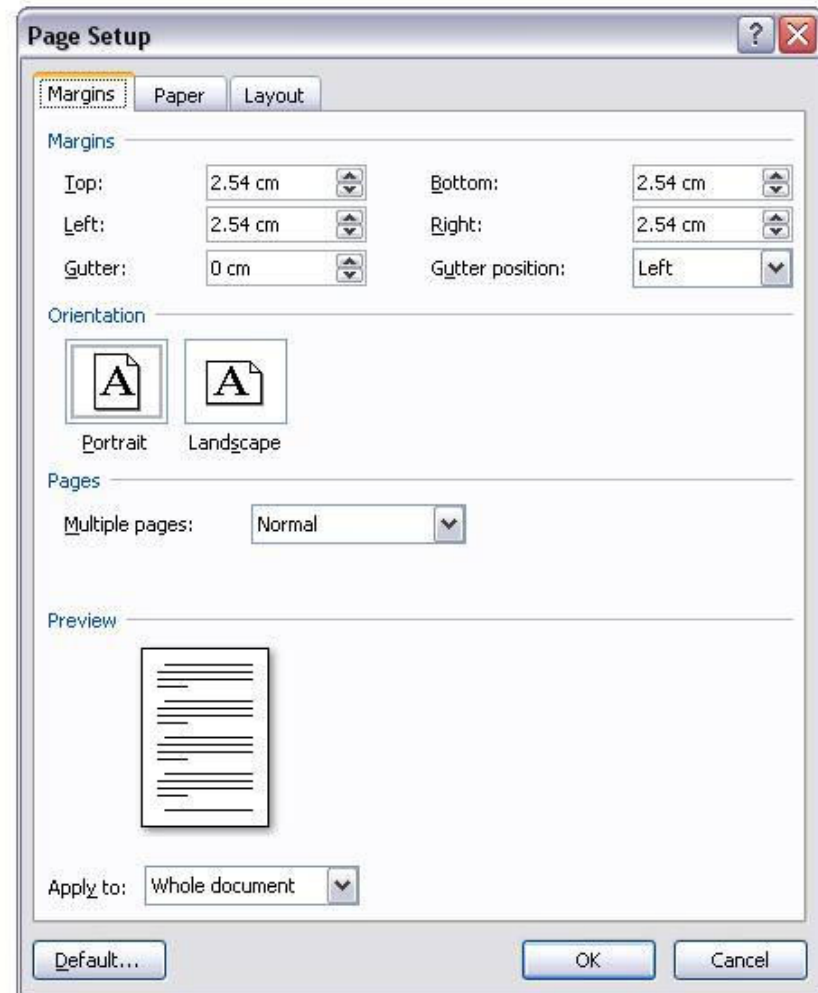 Page Setup
Margins Paper Layout
Margins
Top: 2.54 cm Bottom: 2.54 cm
Left: 2.54 cm Right: 2.54 cm
Gutter: 0 cm Gutter position: Left
Orientation
A A
Portrait Landscape
Pages
Multiple pages: Normal
Preview
Apply to: Whole document
Default... OK Cancel